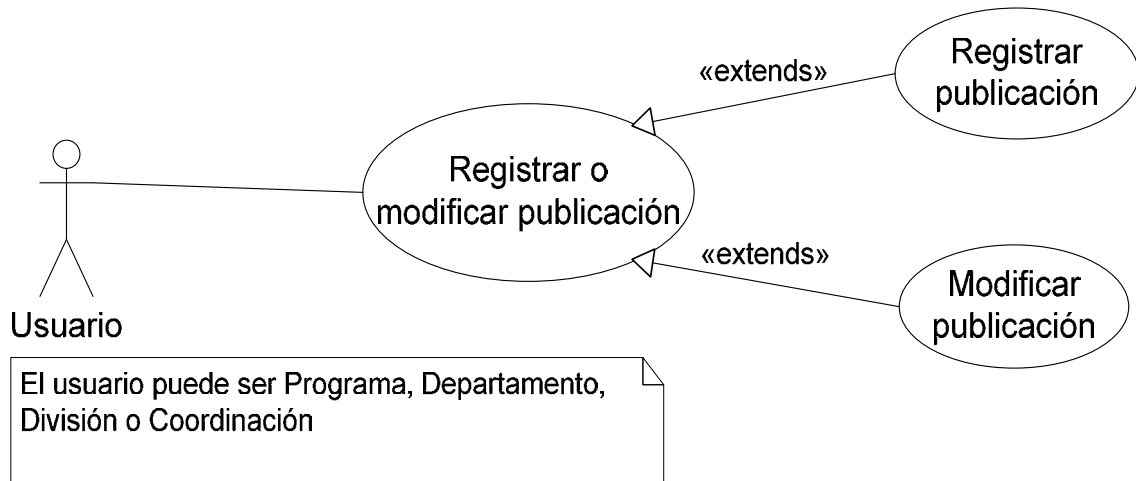 Registrar
publicación
«extends»
Registrar o
modificar publicación
«extends»
Modificar
publicación
Usuario
El usuario puede ser Programa, Departamento,
División o Coordinación